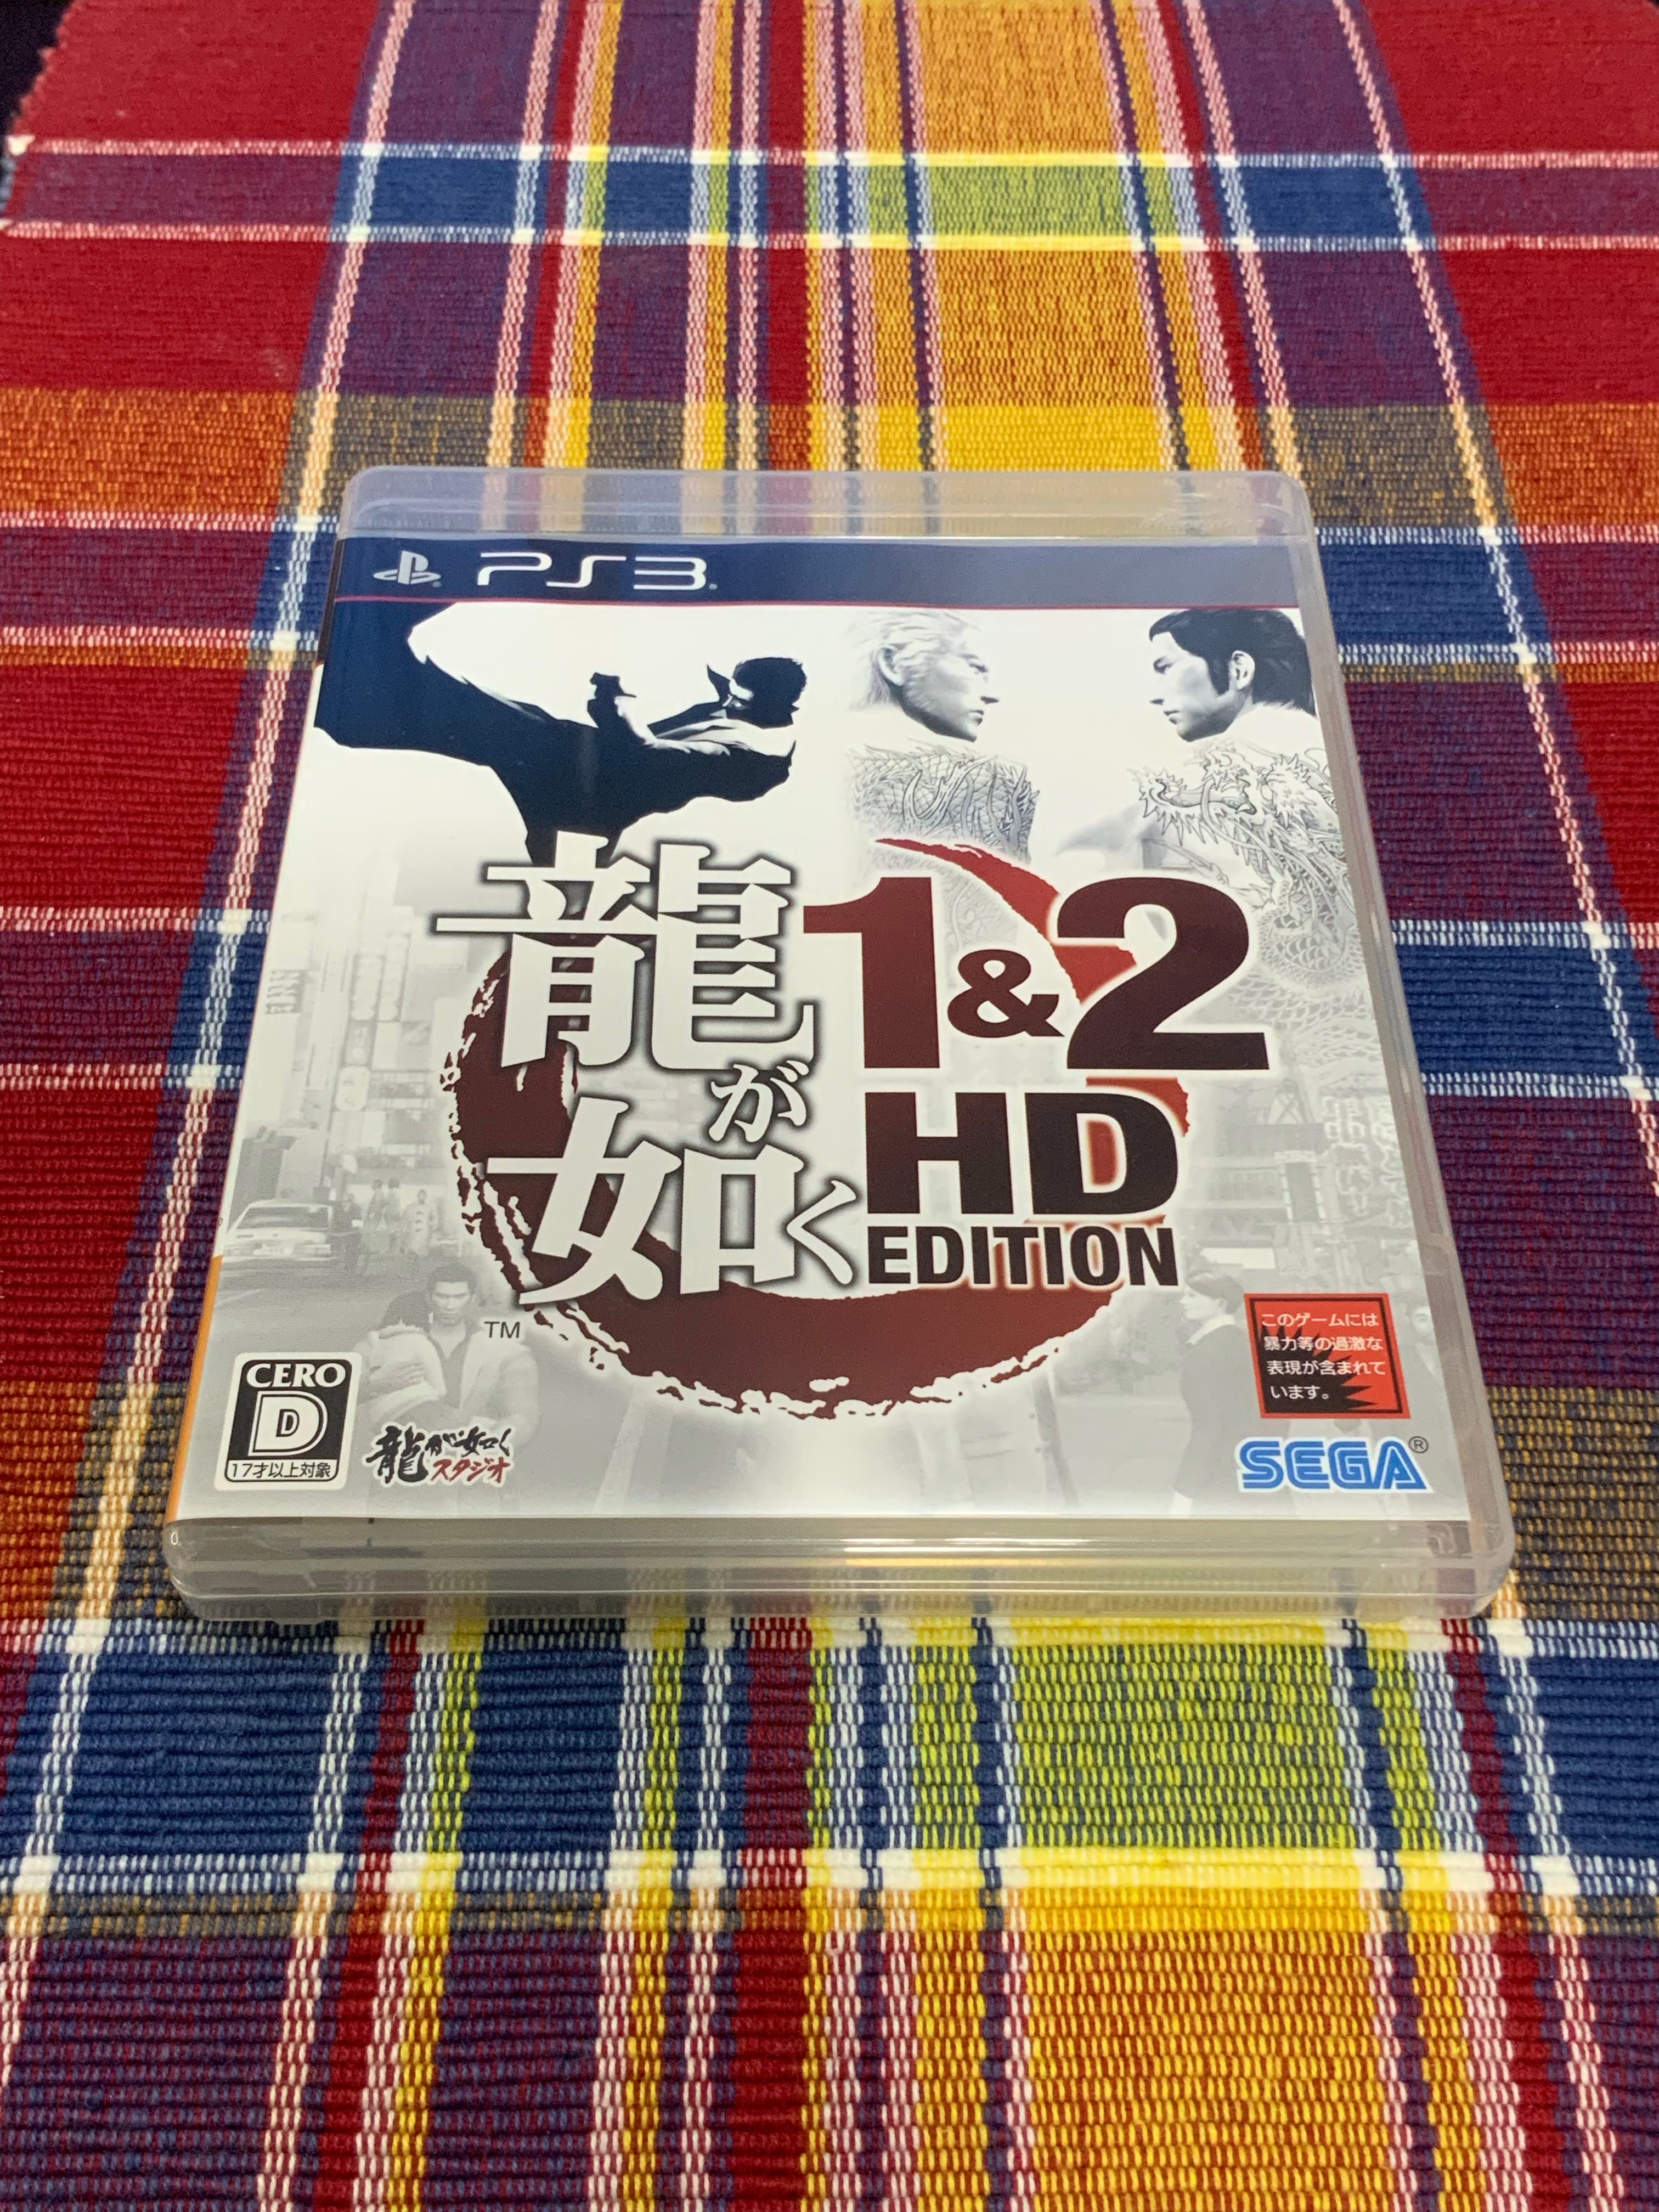 PS3
龍が如く
1&2
HD
EDITION
TM
CERO
D
17才以上対象
龍が如く
スタジオ
このゲームには
暴力等の過激な
表現が含まれて
います。
SEGA®